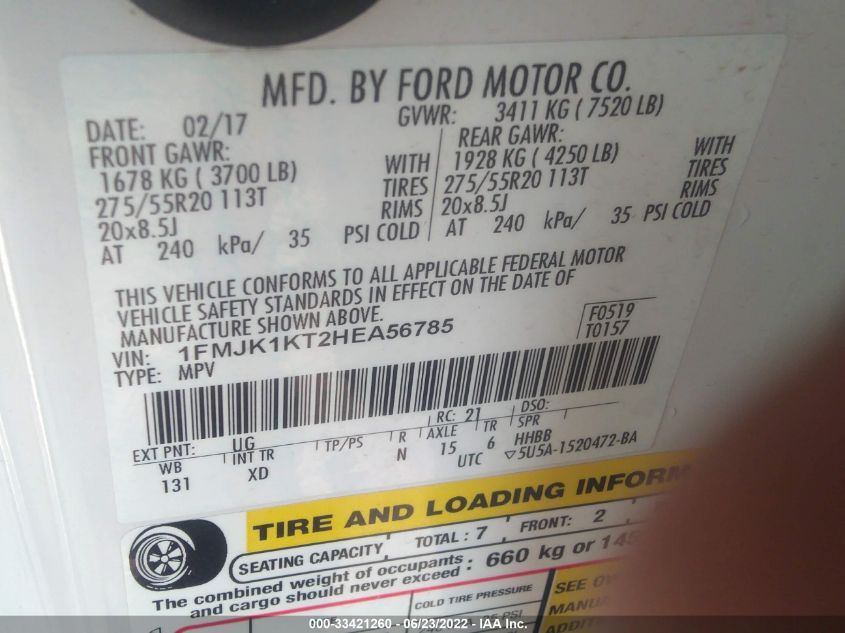 MFD. BY FORD MOTOR CO.
DATE: 02/17
GVWR: 3411 KG ( 7520 LB)
FRONT GAWR:
1678 KG ( 3700 LB) WITH
275/55R20 113T TIRES
20x8.5J RIMS
AT 240 kPa/ 35 PSI COLD
REAR GAWR:
1928 KG ( 4250 LB) WITH
275/55R20 113T TIRES
20x8.5J RIMS
AT 240 kPa/ 35 PSI COLD
THIS VEHICLE CONFORMS TO ALL APPLICABLE FEDERAL MOTOR
VEHICLE SAFETY STANDARDS IN EFFECT ON THE DATE OF
MANUFACTURE SHOWN ABOVE.
VIN: 1FMJK1KT2HEA56785
TYPE: MPV
F0519
T0157
EXT PNT: UG RC: 21 DSO:
WB INT TR TP/PS R AXLE TR SPR
131 XD N 15 6 HHBB
UTC ▽5U5A-1520472-BA
TIRE AND LOADING INFORM
SEATING CAPACITY TOTAL : 7 FRONT: 2
The combined weight of occupants
and cargo should never exceed : 660 kg or 145
COLD TIRE PRESSURE
SEE OW
MANUA
ADDITI
000-33421260 - 06/23/2022 - IAA Inc.